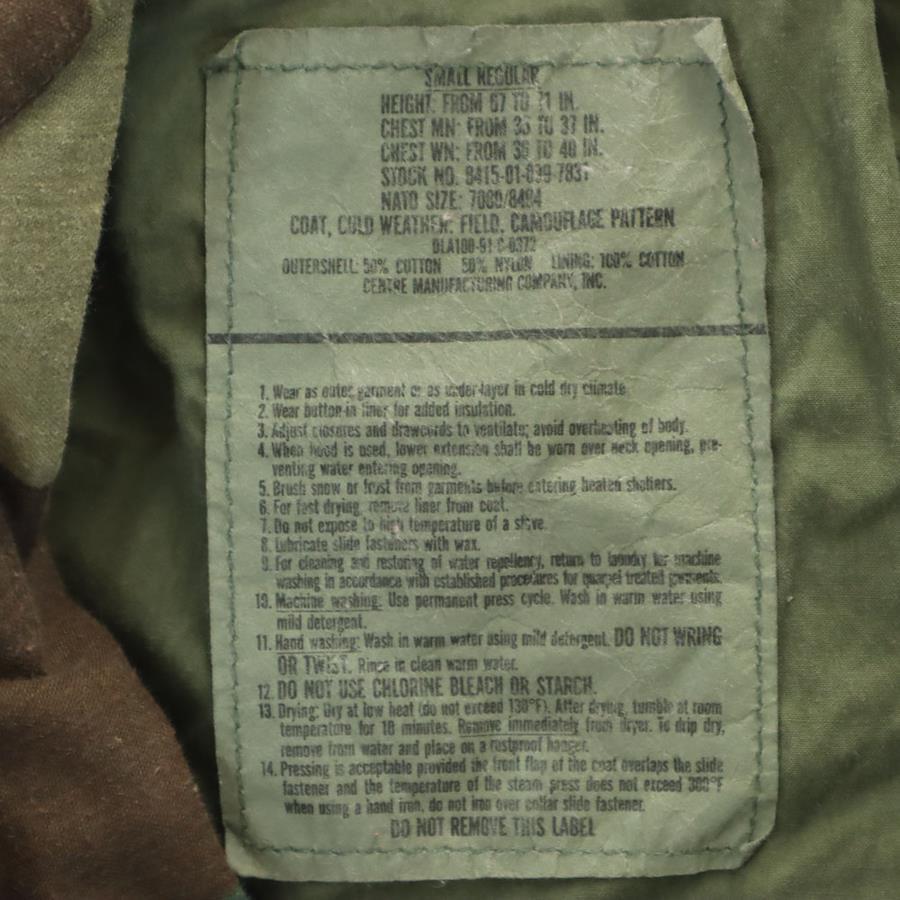 SMALL REGULAR
HEIGHT: FROM 67 TO 71 IN.
CHEST MN: FROM 33 TO 37 IN.
CHEST WN: FROM 36 TO 40 IN.
STOCK NO. 8415-01-099-7831
NATO SIZE: 7080/8494
COAT, COLD WEATHER: FIELD, CAMOUFLAGE PATTERN
DLA100-91-C-0372
OUTERSHELL: 50% COTTON 50% NYLON LINING: 100% COTTON
CENTRE MANUFACTURING COMPANY, INC.
1. Wear as outer garment or as under-layer in cold dry climate
2. Wear button-in liner for added insulation.
3. Adjust closures and drawcords to ventilate; avoid overheating of body.
4. When hood is used, lower extension shall be worn over neck opening, pre-
venting water entering opening.
5. Brush snow or frost from garments before entering heated shelters.
6. For fast drying, remove liner from coat.
7. Do not expose to high temperature of a stove.
8. Lubricate slide fasteners with wax.
9. For cleaning and restoring of water repellency, return to laundry for machine
washing in accordance with established procedures for quarpel treated garments.
10. Machine washing: Use permanent press cycle. Wash in warm water using
mild detergent.
11. Hand washing: Wash in warm water using mild detergent. DO NOT WRING
OR TWIST. Rinse in clean warm water.
12. DO NOT USE CHLORINE BLEACH OR STARCH.
13. Drying: Dry at low heat (do not exceed 130°F). After drying, tumble at room
temperature for 10 minutes. Remove immediately from dryer. To drip dry,
remove from water and place on a rustproof hanger.
14. Pressing is acceptable provided the front flap of the coat overlaps the slide
fastener and the temperature of the steam press does not exceed 300°F
when using a hand iron, do not iron over collar slide fastener.
DO NOT REMOVE THIS LABEL